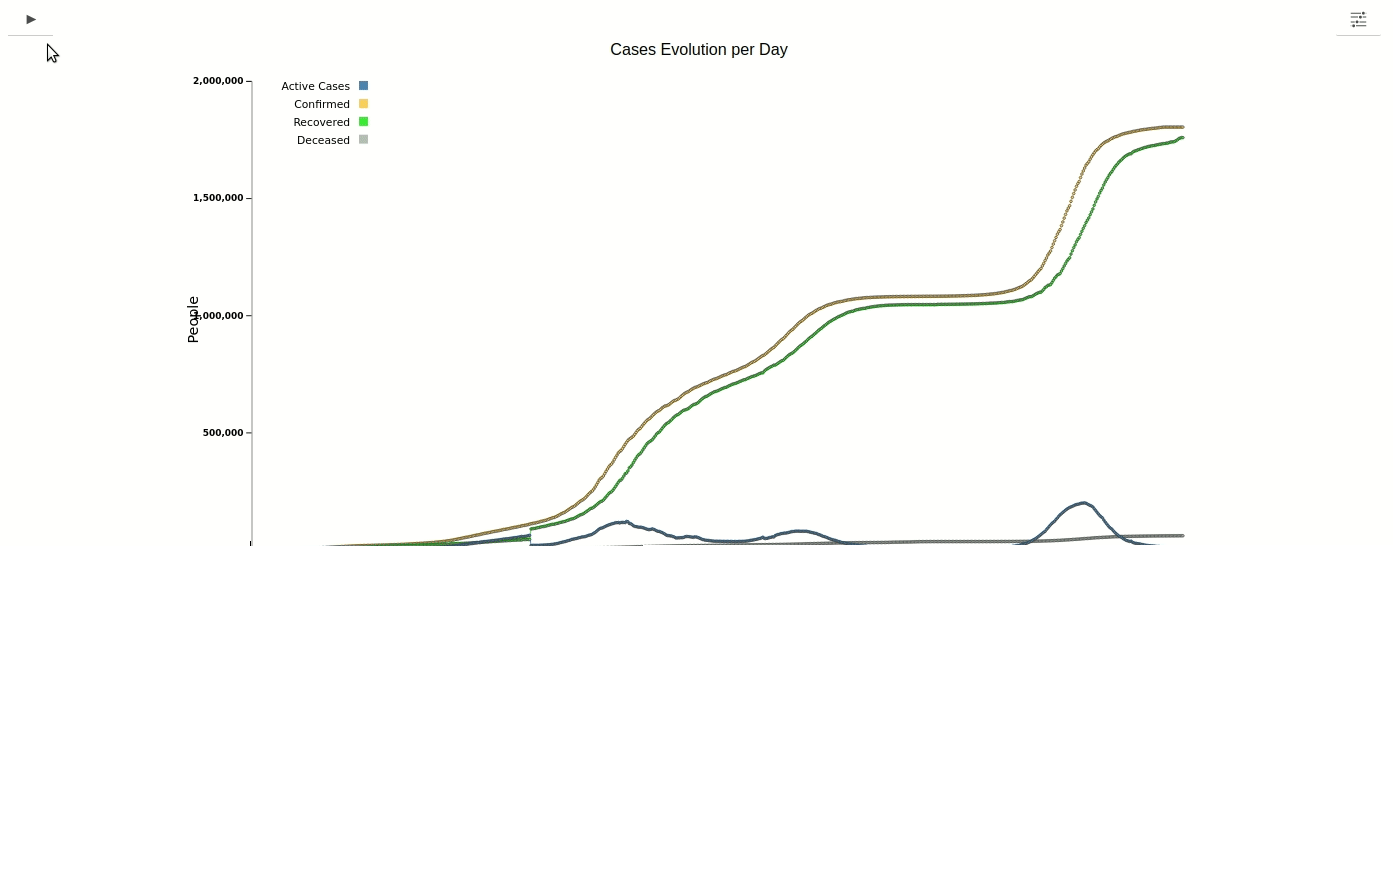 Cases Evolution per Day
2,000,000
Active Cases
Confirmed
Recovered
Deceased
1,500,000
People
1,000,000
500,000